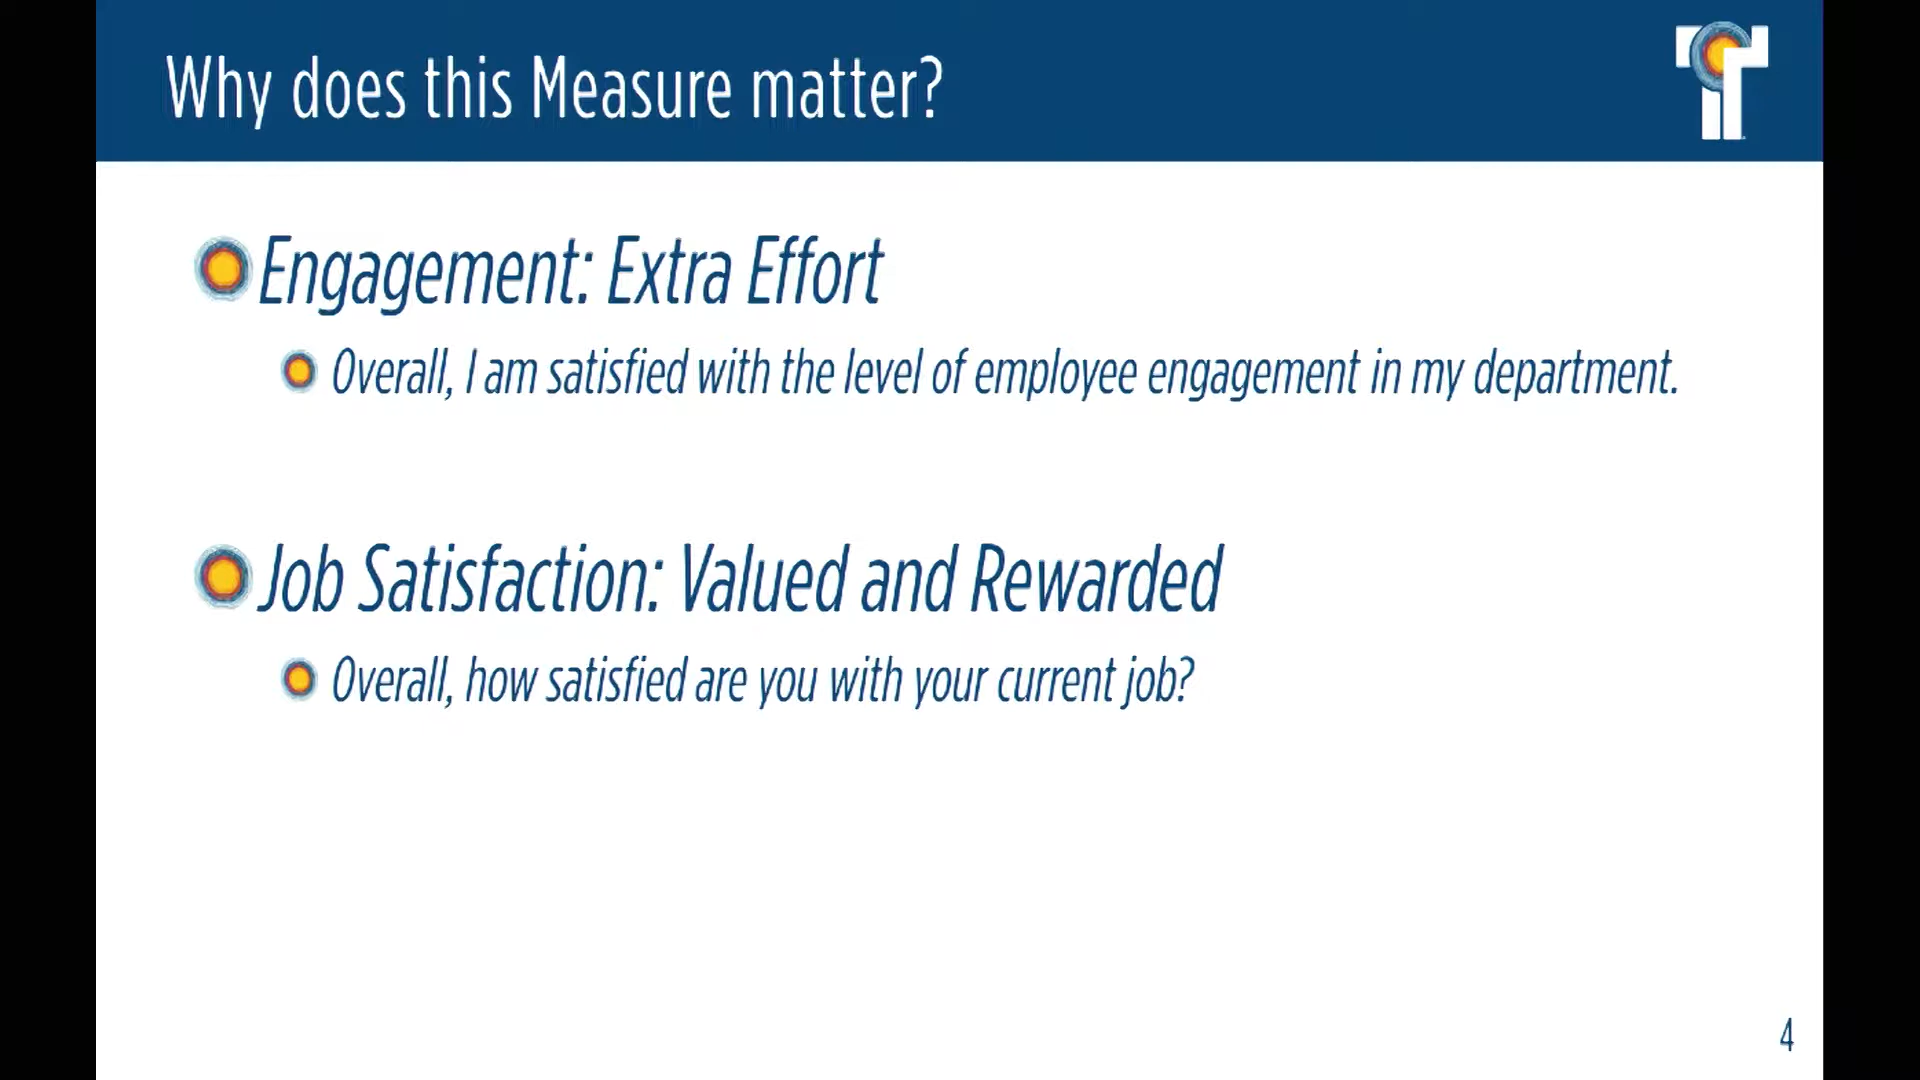 Why does this Measure matter?
Engagement: Extra Effort
Overall, I am satisfied with the level of employee engagement in my department.
Job Satisfaction: Valued and Rewarded
Overall, how satisfied are you with your current job?
4